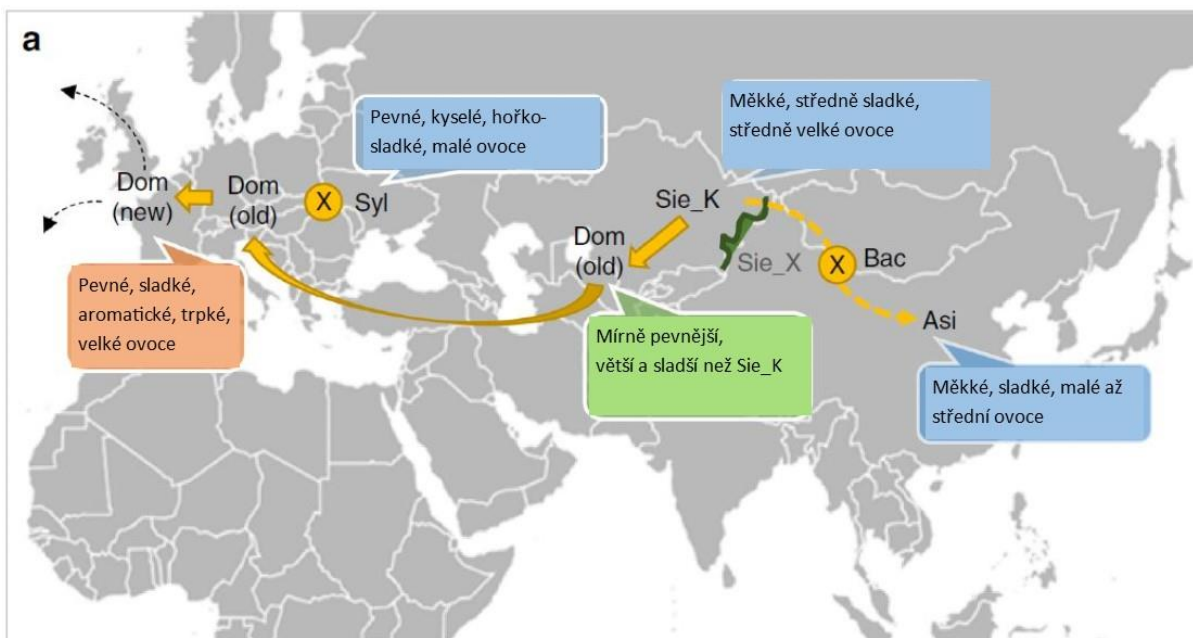 a
Pevné, kyselé, hořko-
sladké, malé ovoce
Měkké, středně sladké,
středně velké ovoce
Dom
(new)
Dom
(old)
X
Syl
Sie_K
Dom
(old)
Sie_X
X
Bac
Asi
Pevné, sladké,
aromatické, trpké,
velké ovoce
Mírně pevnější,
větší a sladší než Sie_K
Měkké, sladké, malé až
střední ovoce